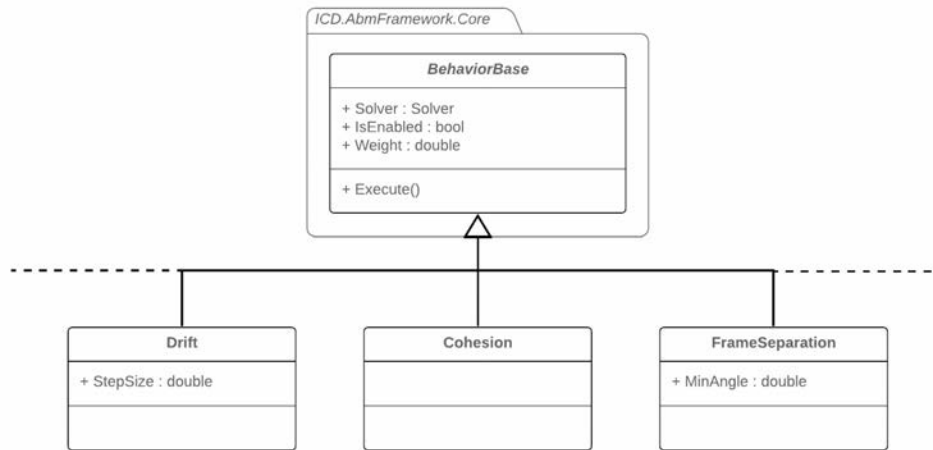 ICD.AbmFramework.Core
BehaviorBase
+ Solver : Solver
+ IsEnabled : bool
+ Weight : double
+ Execute()
Drift
+ StepSize : double
Cohesion
FrameSeparation
+ MinAngle : double